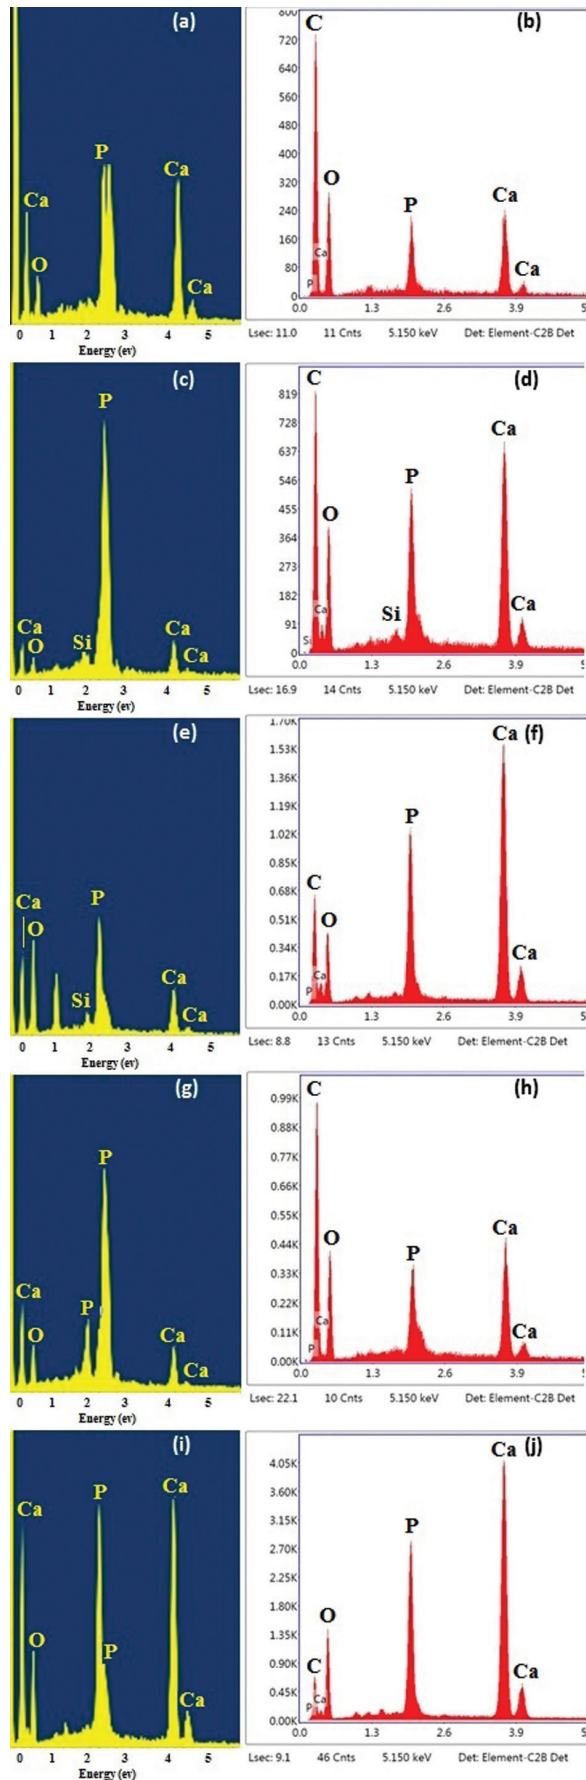 (a)
P
Ca
Ca
O
Ca
0 1 2 3 4 5
Energy (ev)
(b)
C
O
P
Ca
Ca
Ca
P
800
720
640
560
480
400
320
240
160
80
0
0.0 1.3 2.6 3.9 5
Lsec: 11.0 11 Cnts 5.150 keV Det: Element-C2B Det
(c)
P
Ca
O
Si
Ca
Ca
0 1 2 3 4 5
Energy (ev)
(d)
C
Ca
P
O
Si
Ca
Ca
Si
819
728
637
546
455
364
273
182
91
0
0.0 1.3 2.6 3.9 5
Lsec: 16.9 14 Cnts 5.150 keV Det: Element-C2B Det
(e)
Ca
P
O
Ca
Si
Ca
0 1 2 3 4 5
Energy (ev)
(f)
Ca
P
C
O
Ca
Ca
P
1.70K
1.53K
1.36K
1.19K
1.02K
0.85K
0.68K
0.51K
0.34K
0.17K
0.00K
0.0 1.3 2.6 3.9 5
Lsec: 8.8 13 Cnts 5.150 keV Det: Element-C2B Det
(g)
P
Ca
P
O
Ca
Ca
0 1 2 3 4 5
Energy (ev)
(h)
C
O
P
Ca
Ca
Ca
P
0.99K
0.88K
0.77K
0.66K
0.55K
0.44K
0.33K
0.22K
0.11K
0.00K
0.0 1.3 2.6 3.9 5
Lsec: 22.1 10 Cnts 5.150 keV Det: Element-C2B Det
(i)
Ca
P
Ca
O
P
Ca
0 1 2 3 4 5
Energy (ev)
(j)
Ca
P
O
C
Ca
Ca
P
4.05K
3.60K
3.15K
2.70K
2.25K
1.80K
1.35K
0.90K
0.45K
0.00K
0.0 1.3 2.6 3.9 5
Lsec: 9.1 46 Cnts 5.150 keV Det: Element-C2B Det